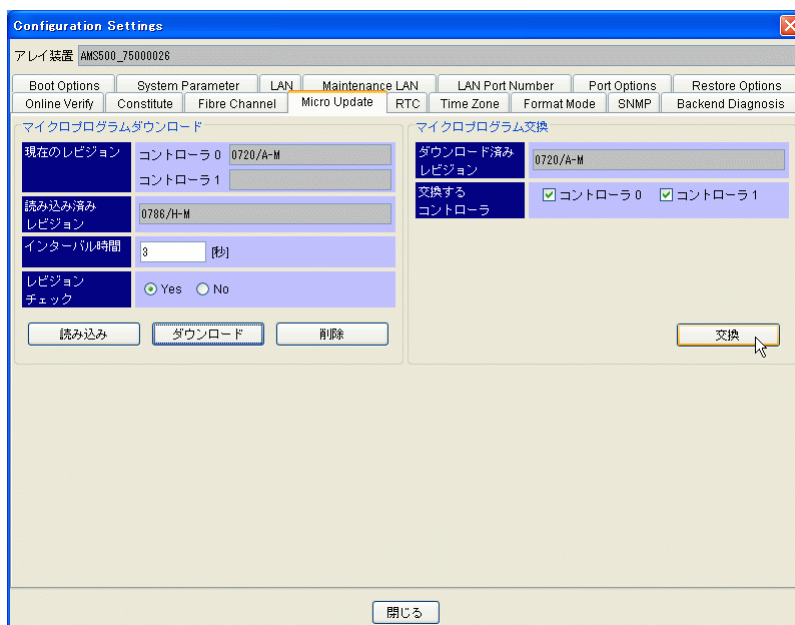 Configuration Settings
アレイ装置 AMS500_75000026
Boot Options System Parameter LAN Maintenance LAN LAN Port Number Port Options Restore Options
Online Verify Constitute Fibre Channel Micro Update RTC Time Zone Format Mode SNMP Backend Diagnosis
マイクロプログラムダウンロード
現在のレビジョン コントローラ 0 0720/A-M
コントローラ 1
読み込み済み
レビジョン
0786/H-M
インターバル時間 3 [秒]
レビジョン
チェック
Yes No
読み込み ダウンロード 削除
マイクロプログラム交換
ダウンロード済み
レビジョン
0720/A-M
交換する
コントローラ
コントローラ 0 コントローラ 1
交換
閉じる